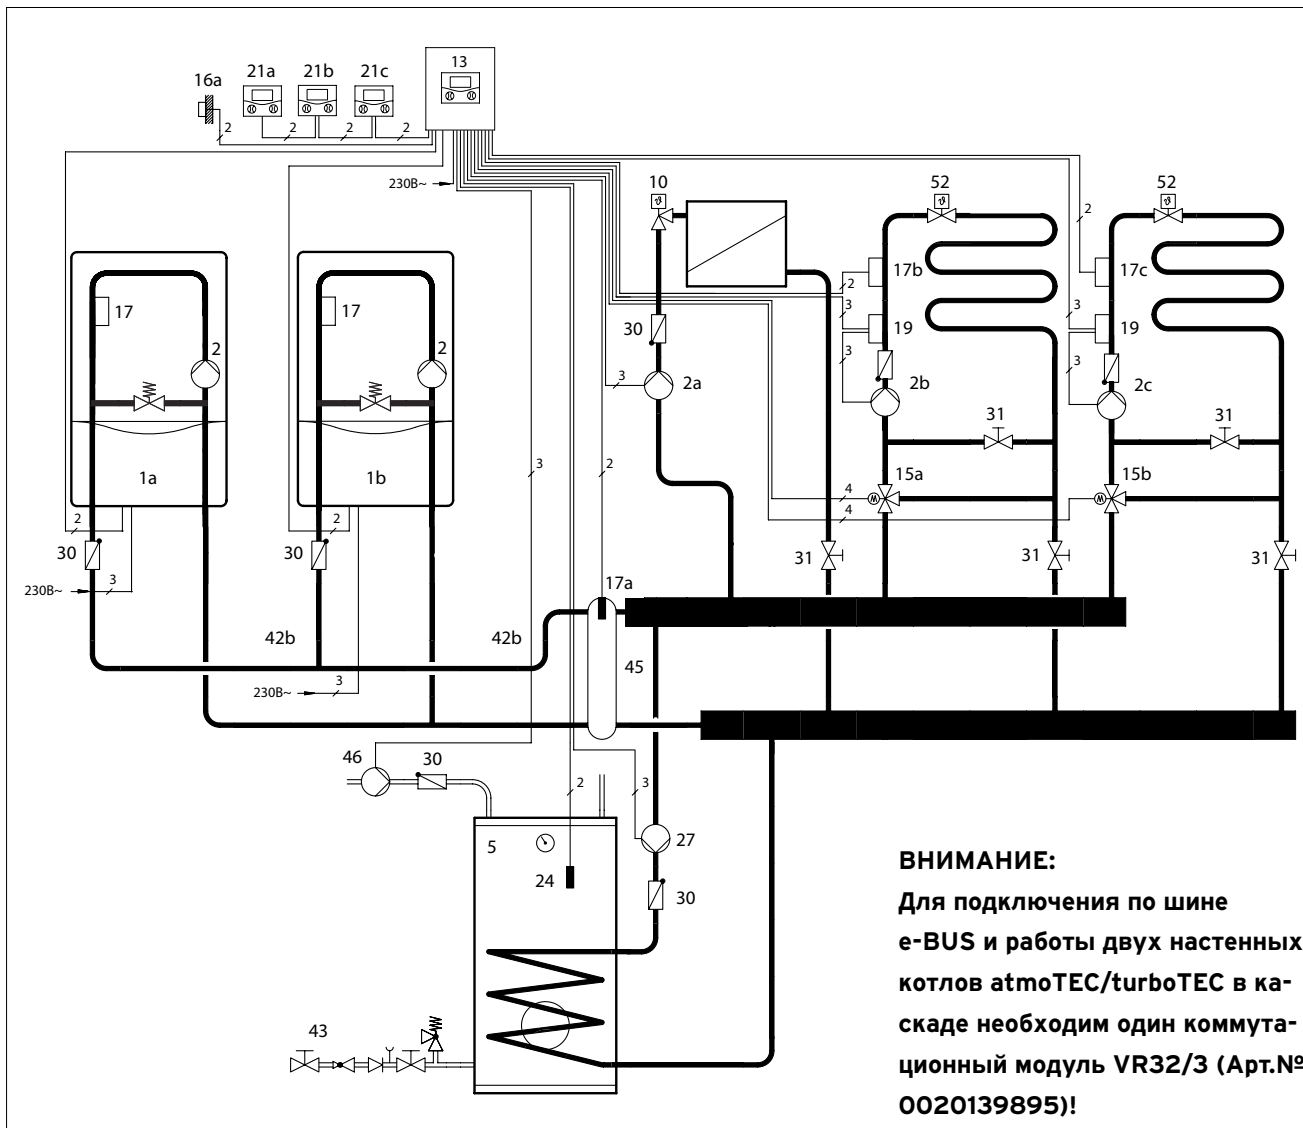 13
21a
21b
21c
16a
2
2
2
2
230В~
10
52
52
2
17b
17c
2
3
3
17
17
30
19
19
2
2
3
3
3
2a
2b
2c
31
31
1a
1b
3
2
15a
15b
4
4
2
2
30
30
31
31
31
230В~
3
17a
42b
42b
45
230В~
3
46
30
2
3
5
27
24
30
43
ВНИМАНИЕ:
Для подключения по шине
e-BUS и работы двух настенных
котлов atmoTEC/turboTEC в ка-
скаде необходим один коммута-
ционный модуль VR32/3 (Арт.№
0020139895)!